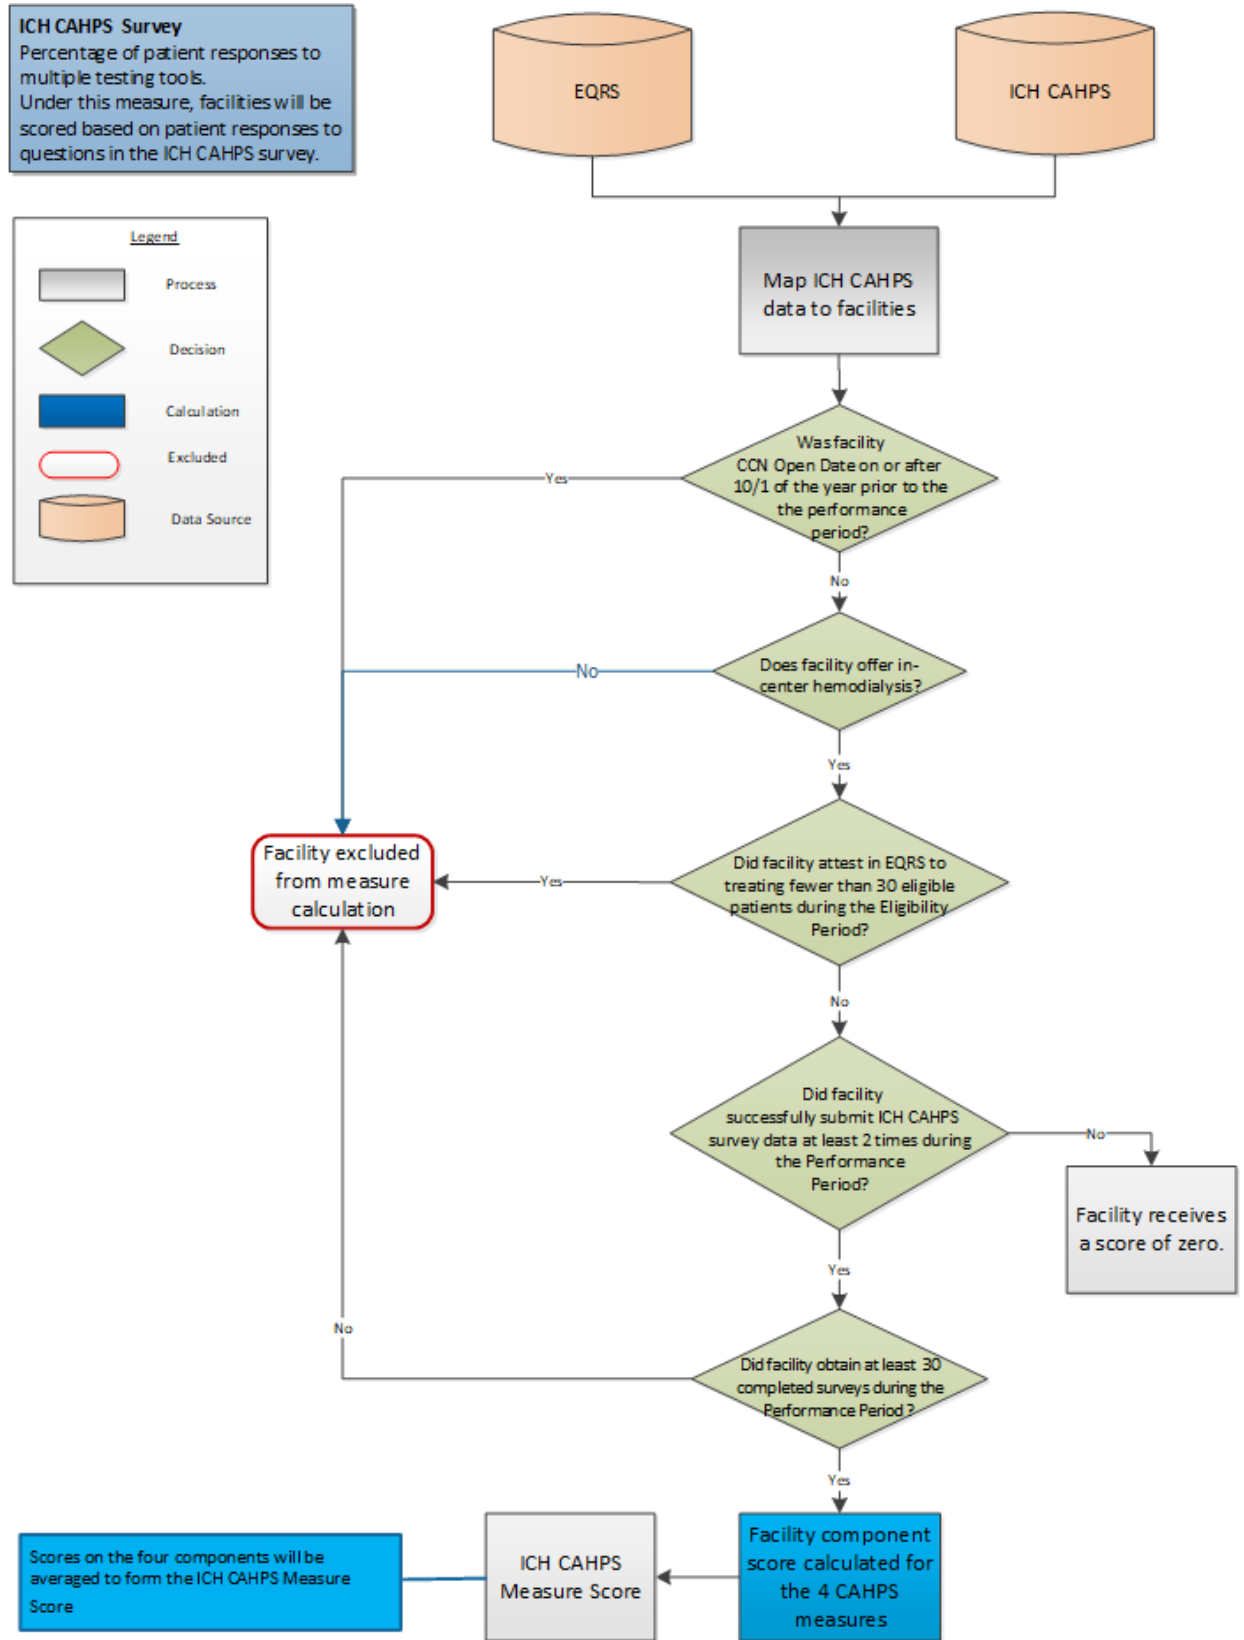 ICH CAHPS Survey
Percentage of patient responses to
multiple testing tools.
Under this measure, facilities will be
scored based on patient responses to
questions in the ICH CAHPS survey.
EQRS
ICH CAHPS
Legend
Process
Decision
Calculation
Excluded
Data Source
Map ICH CAHPS
data to facilities
Was facility
CCN Open Date on or after
10/1 of the year prior to the
the performance
period?
Yes
No
Does facility offer in-
center hemodialysis?
No
Yes
Facility excluded
from measure
calculation
Did facility attest in EQRS to
treating fewer than 30 eligible
patients during the Eligibility
Period?
Yes
No
Did facility
successfully submit ICH CAHPS
survey data at least 2 times during
the Performance
Period?
No
Facility receives
a score of zero.
Yes
Did facility obtain at least 30
completed surveys during the
Performance Period ?
No
Yes
Facility component
score calculated for
the 4 CAHPS
measures
ICH CAHPS
Measure Score
Scores on the four components will be
averaged to form the ICH CAHPS Measure
Score